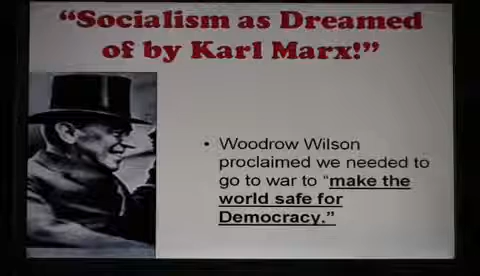 “Socialism as Dreamed
of by Karl Marx!”
• Woodrow Wilson
proclaimed we needed to
go to war to “make the
world safe for
Democracy.”